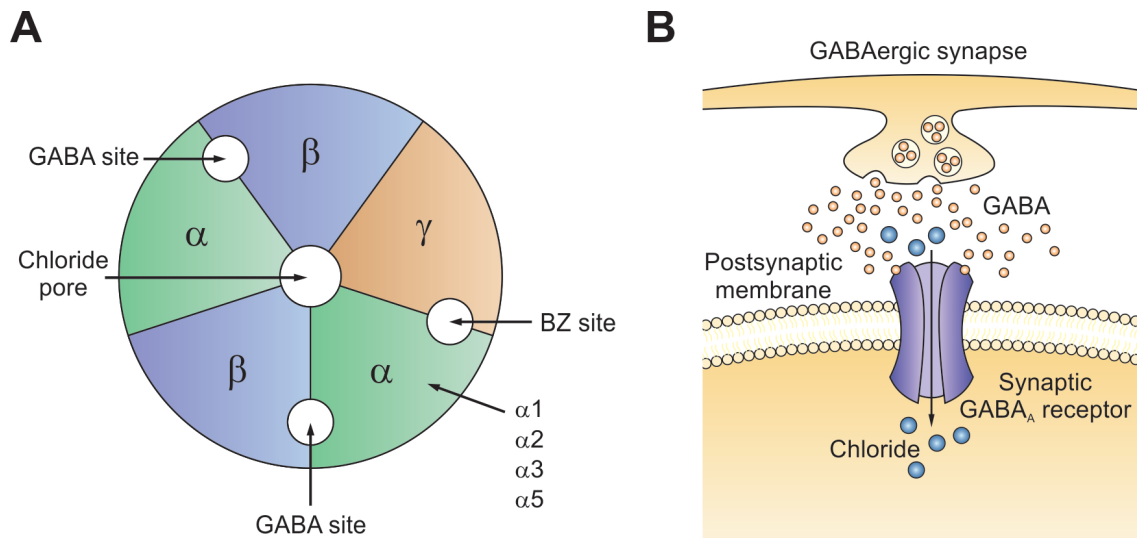 A
GABA site
β
α
γ
Chloride
pore
BZ site
β
α
α1
α2
α3
α5
GABA site
B
GABAergic synapse
GABA
Postsynaptic
membrane
Synaptic
GABA_A receptor
Chloride